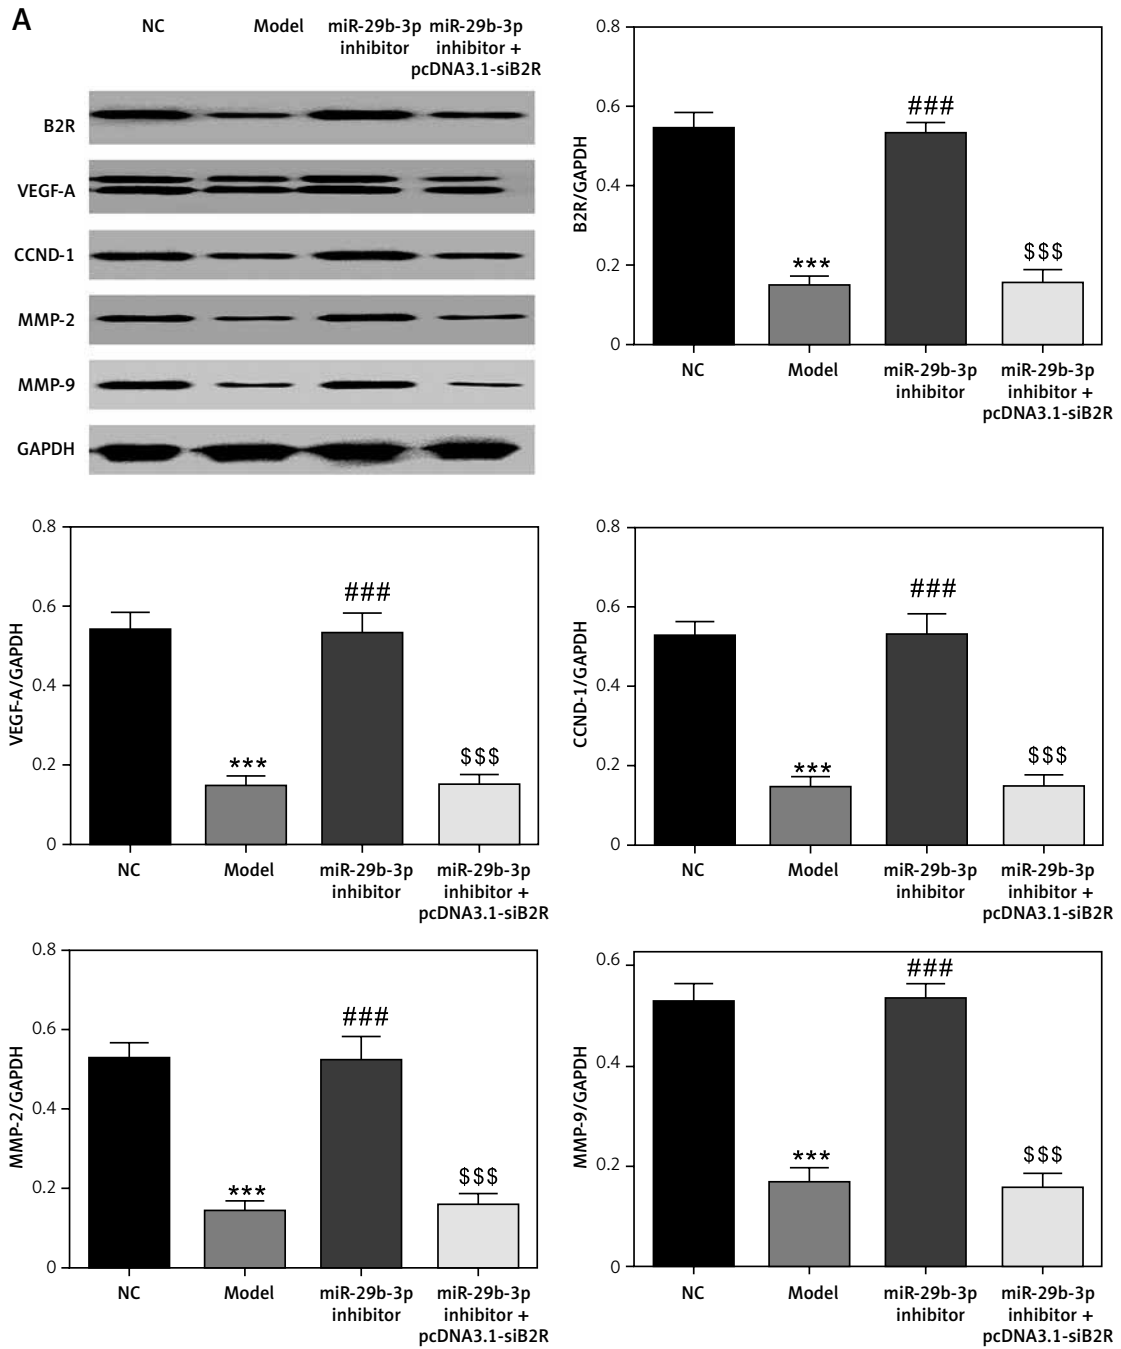 A
NC Model miR-29b-3p miR-29b-3p
inhibitor inhibitor +
pcDNA3.1-siB2R
B2R
VEGF-A
CCND-1
MMP-2
MMP-9
GAPDH
B2R/GAPDH
0.8
0.6
0.4
0.2
0
***
###
$$$
NC Model miR-29b-3p miR-29b-3p
inhibitor inhibitor +
pcDNA3.1-siB2R
VEGF-A/GAPDH
0.8
0.6
0.4
0.2
0
***
###
$$$
NC Model miR-29b-3p miR-29b-3p
inhibitor inhibitor +
pcDNA3.1-siB2R
CCND-1/GAPDH
0.8
0.6
0.4
0.2
0
***
###
$$$
NC Model miR-29b-3p miR-29b-3p
inhibitor inhibitor +
pcDNA3.1-siB2R
MMP-2/GAPDH
0.8
0.6
0.4
0.2
0
***
###
$$$
NC Model miR-29b-3p miR-29b-3p
inhibitor inhibitor +
pcDNA3.1-siB2R
MMP-9/GAPDH
0.6
0.4
0.2
0
***
###
$$$
NC Model miR-29b-3p miR-29b-3p
inhibitor inhibitor +
pcDNA3.1-siB2R